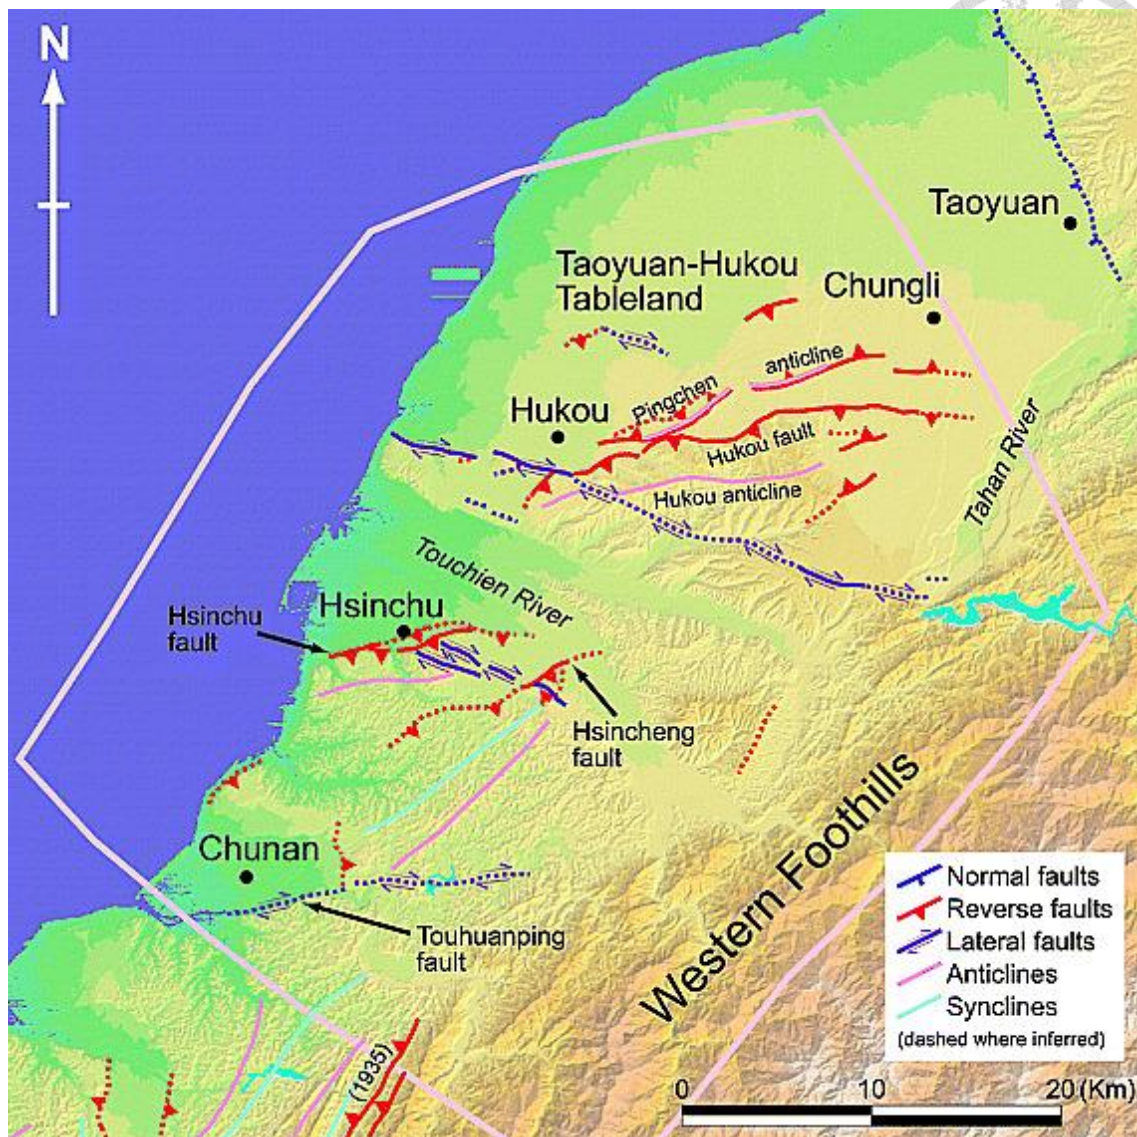 N
Taoyuan
Taoyuan-Hukou
Tableland
Chungli
anticline
Pingchen
Hukou
Hukou fault
Hukou anticline
Tahan River
Touchien River
Hsinchu
Hsinchu
fault
Hsincheng
fault
Chunan
Touhuanping
fault
Western Foothills
(1935)
Normal faults
Reverse faults
Lateral faults
Anticlines
Synclines
(dashed where inferred)
0 10 20 (Km)